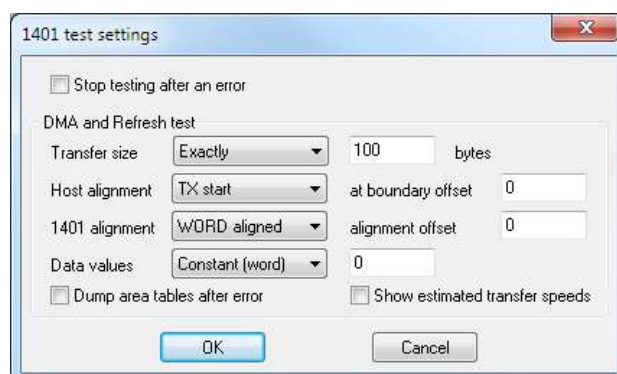 1401 test settings
Stop testing after an error
DMA and Refresh test
Transfer size Exactly 100 bytes
Host alignment TX start at boundary offset 0
1401 alignment WORD aligned alignment offset 0
Data values Constant (word) 0
Dump area tables after error Show estimated transfer speeds
OK Cancel